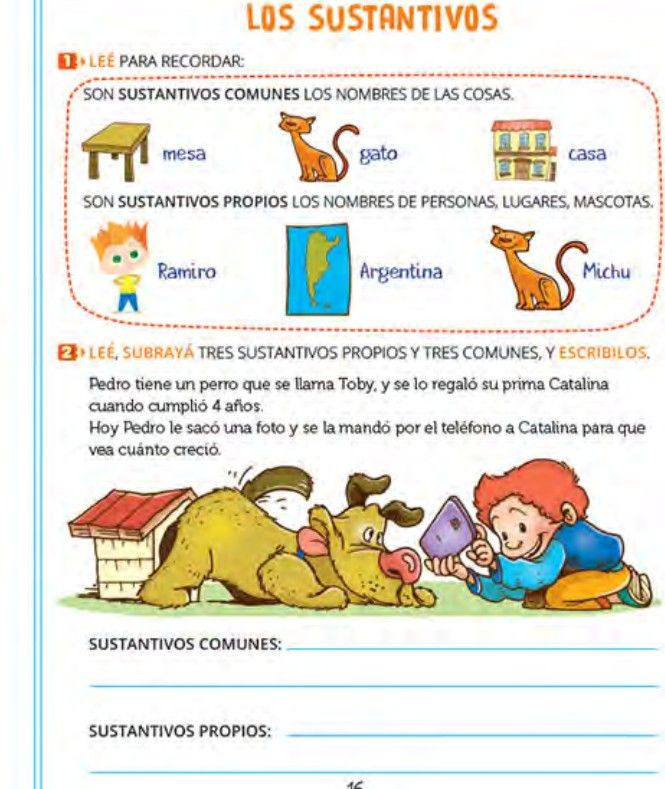 LOS SUSTANTIVOS
1 LEÉ PARA RECORDAR:
SON SUSTANTIVOS COMUNES LOS NOMBRES DE LAS COSAS.
mesa gato casa
SON SUSTANTIVOS PROPIOS LOS NOMBRES DE PERSONAS, LUGARES, MASCOTAS.
Ramiro Argentina Michu
2 LEÉ, SUBRAYÁ TRES SUSTANTIVOS PROPIOS Y TRES COMUNES, Y ESCRIBILOS.
Pedro tiene un perro que se llama Toby, y se lo regaló su prima Catalina
cuando cumplió 4 años.
Hoy Pedro le sacó una foto y se la mandó por el teléfono a Catalina para que
vea cuánto creció.
SUSTANTIVOS COMUNES:
SUSTANTIVOS PROPIOS:
16